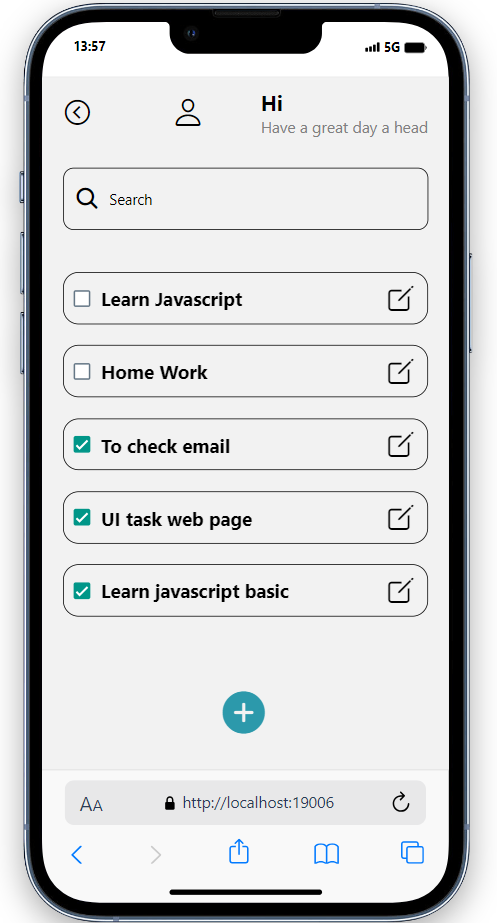 13:57
5G
Hi
Have a great day a head
Search
Learn Javascript
Home Work
To check email
UI task web page
Learn javascript basic
AA
http://localhost:19006